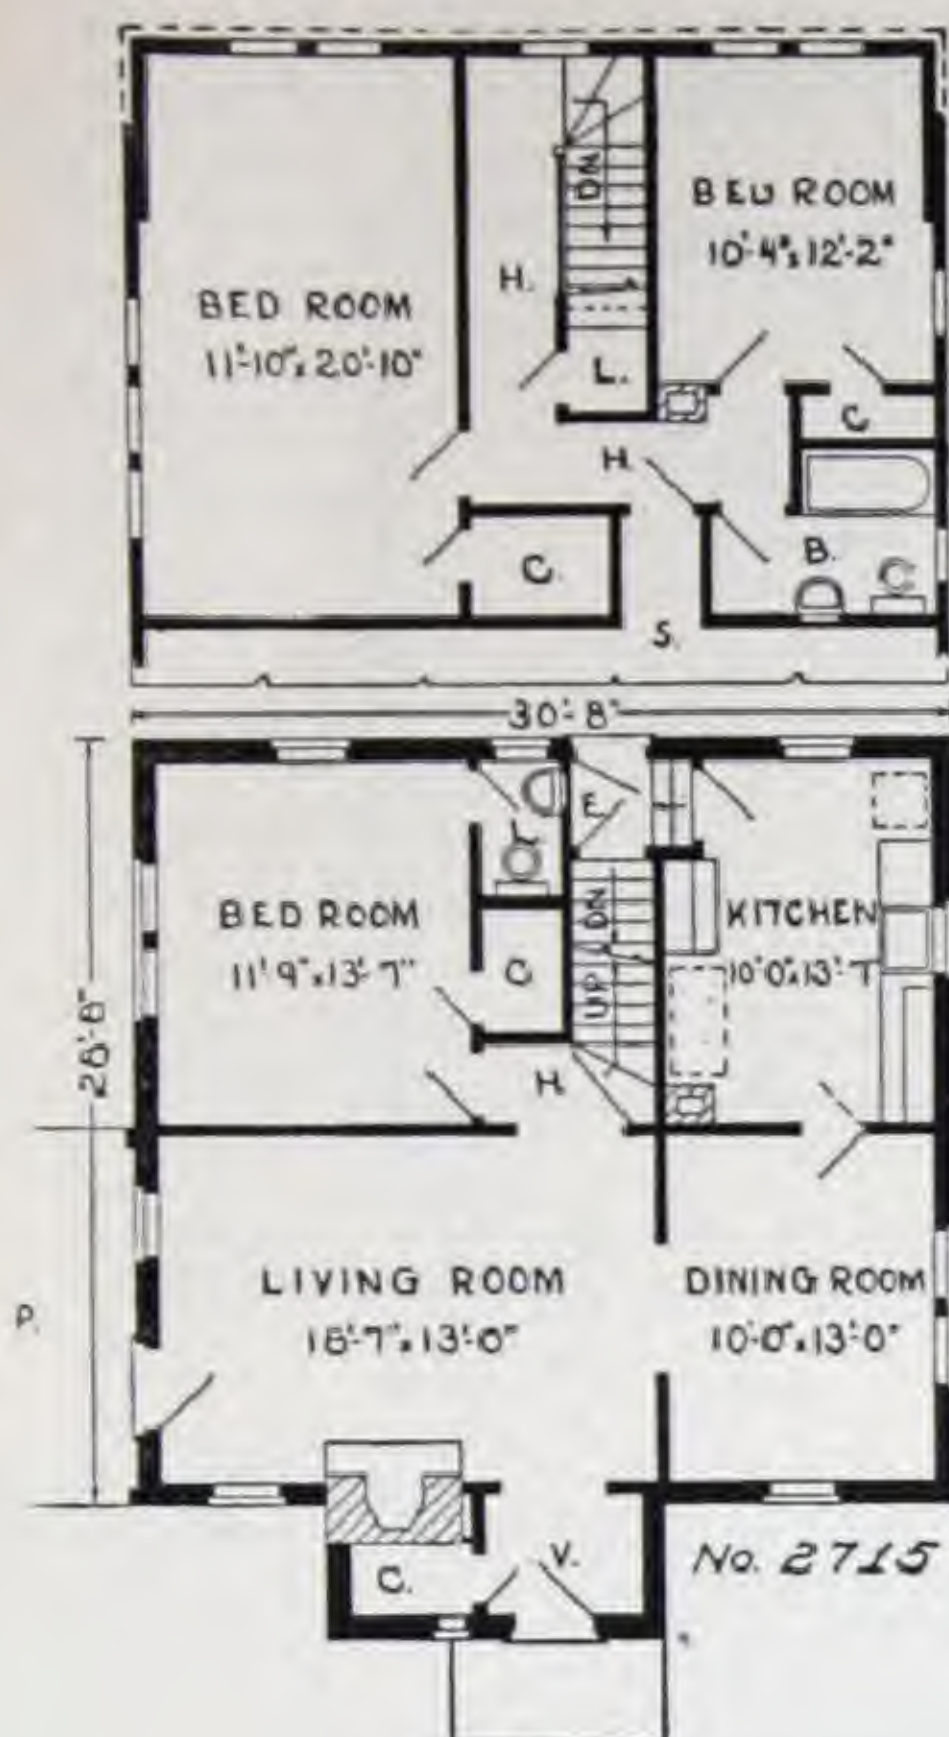 BED ROOM
11'-10" x 20'-10"
H.
DN
L.
BED ROOM
10'-4" x 12'-2"
C.
H.
C.
B.
S.
30'-8"
28'-8"
BED ROOM
11'-9" x 13'-7"
C.
E.
DN
UP
H.
KITCHEN
10'-0" x 13'-7
P.
LIVING ROOM
18'-7" x 13'-0"
DINING ROOM
10'-0" x 13'-0"
C.
V.
No. 2715